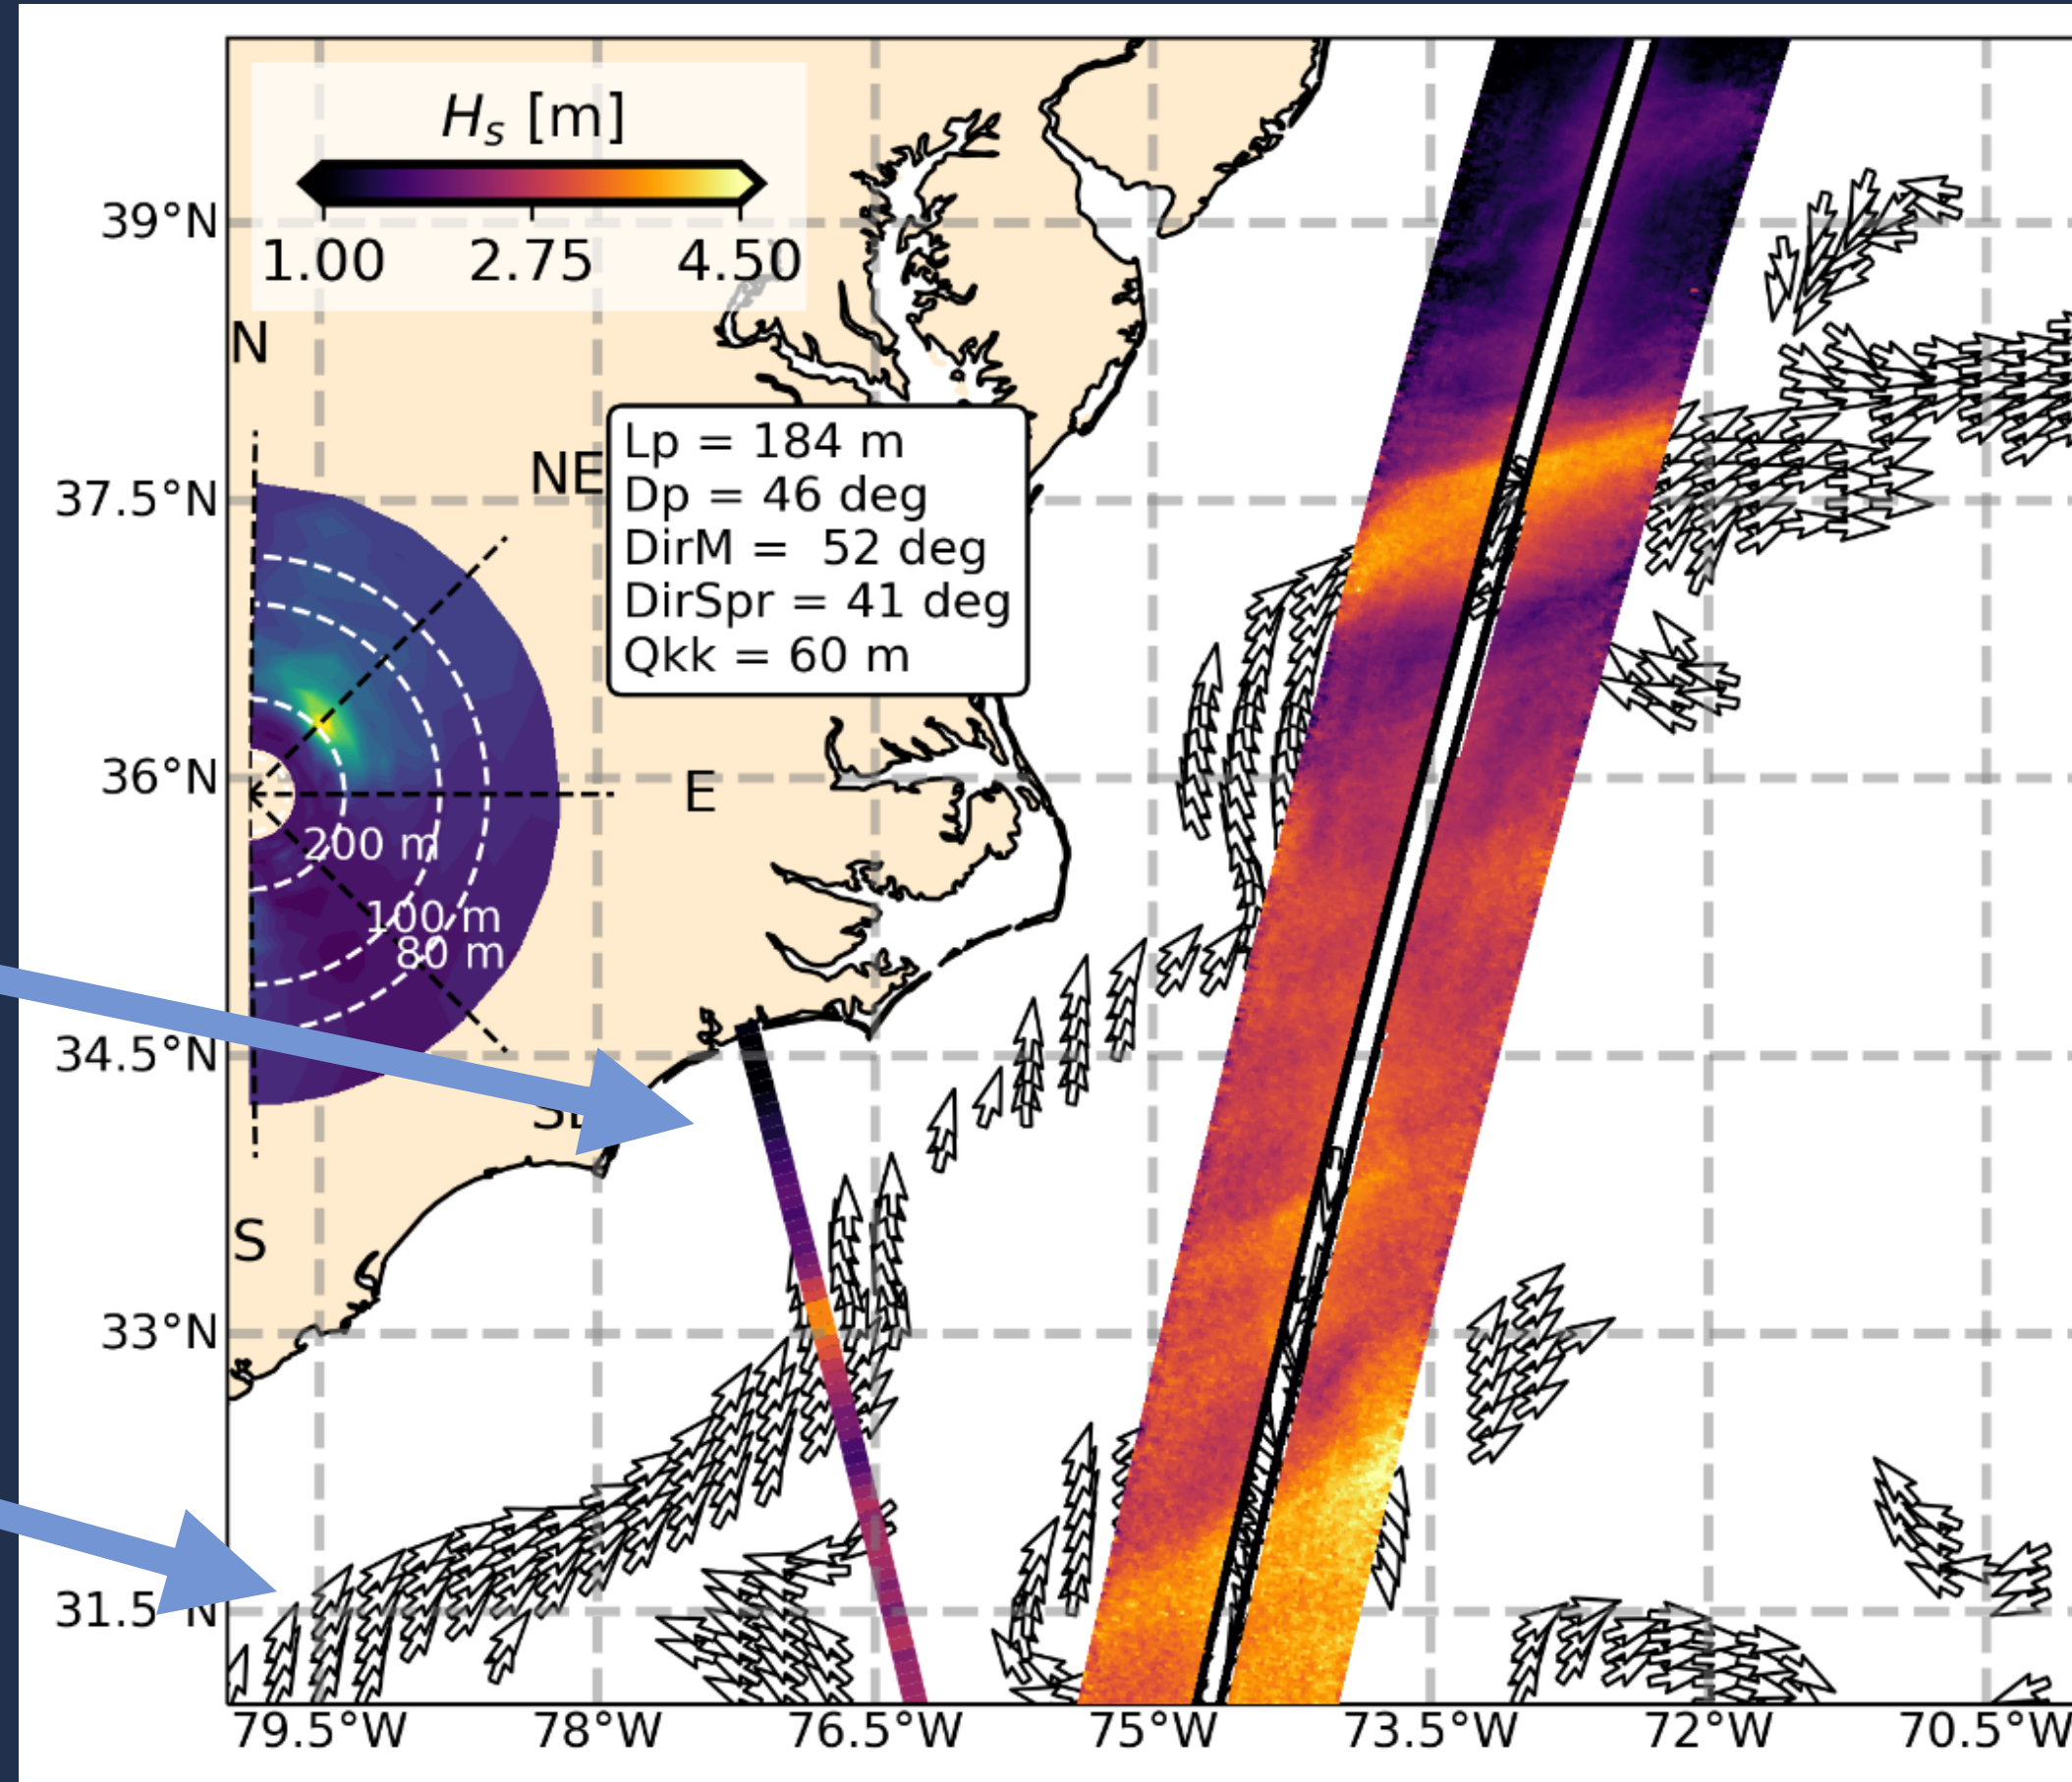 H_s [m]
1.00 2.75 4.50
39°N
37.5°N
36°N
34.5°N
33°N
31.5°N
N
NE
E
S
200 m
100 m
80 m
Lp = 184 m
Dp = 46 deg
DirM = 52 deg
DirSpr = 41 deg
Qkk = 60 m
79.5°W 78°W 76.5°W 75°W 73.5°W 72°W 70.5°W